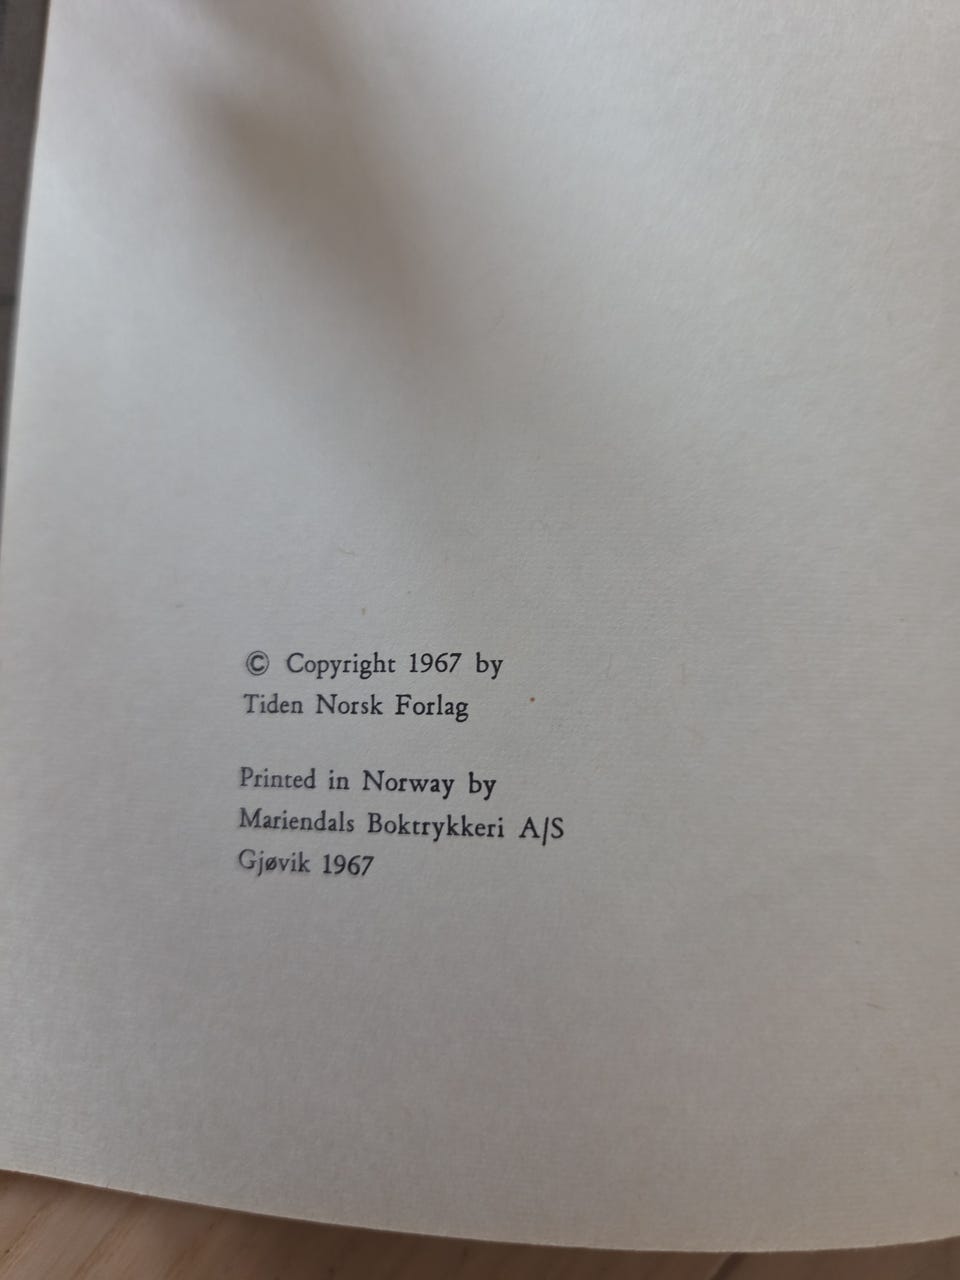 © Copyright 1967 by
Tiden Norsk Forlag
Printed in Norway by
Mariendals Boktrykkeri A/S
Gjøvik 1967